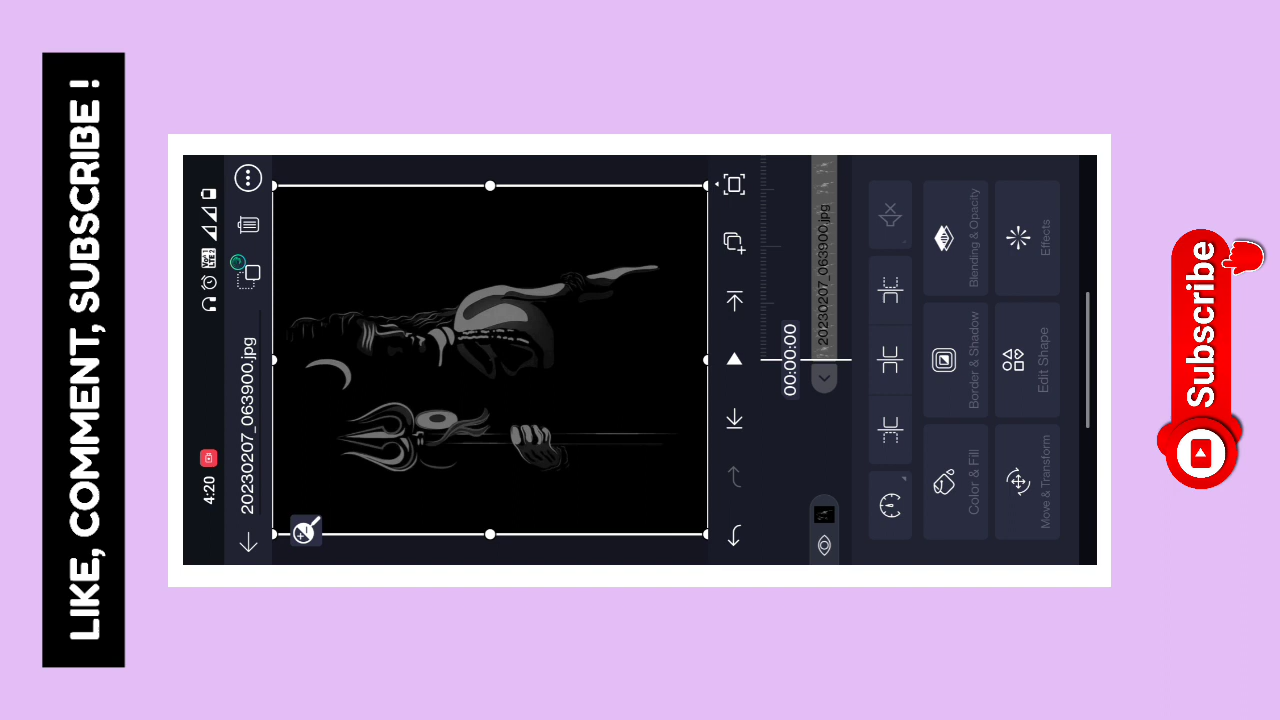 LIKE, COMMENT, SUBSCRIBE !
4:20
20230207_063900.jpg
00:00:00
20230207_063900.jpg
Color & Fill
Border & Shadow
Blending & Opacity
Move & Transform
Edit Shape
Effects
Subscribe